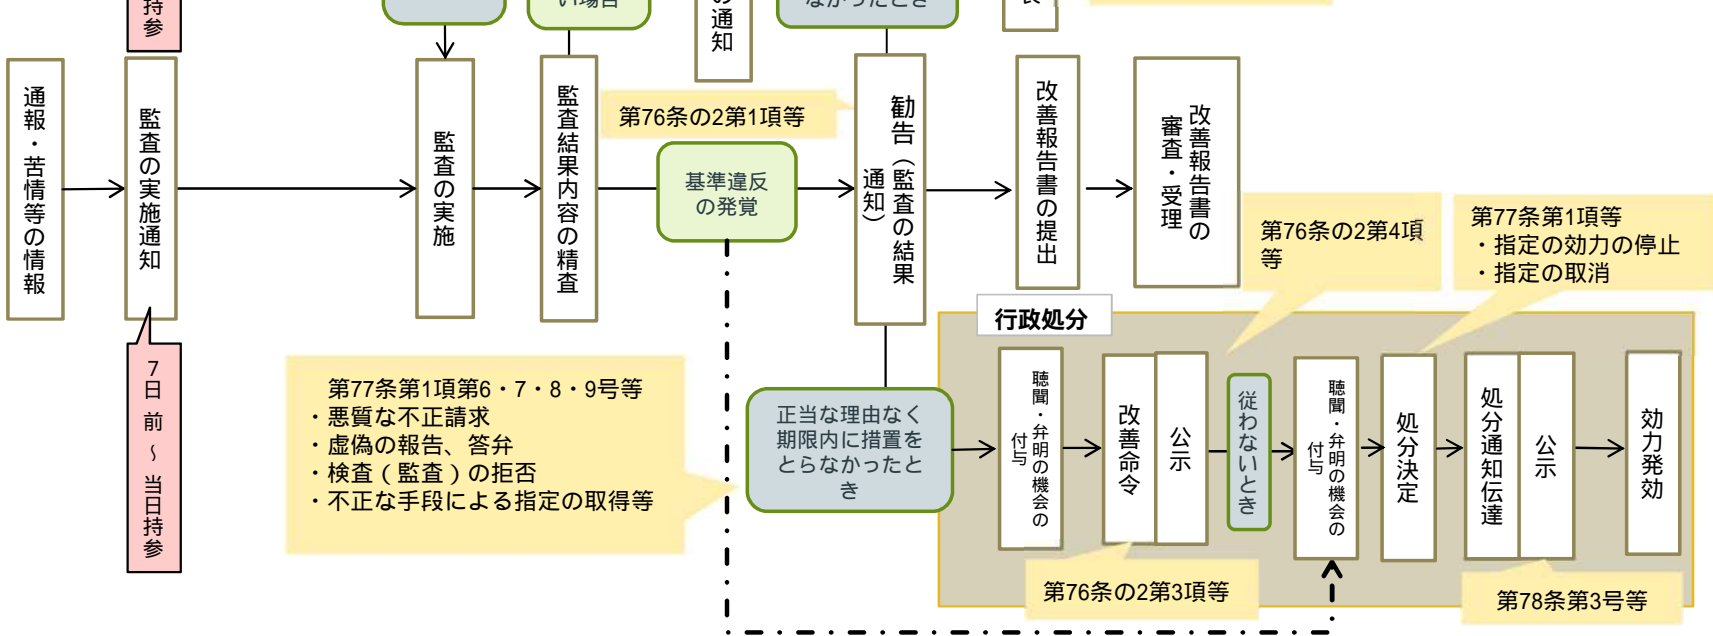 持参
い場合
の通知
なかったとき
長
通報・苦情等の情報
監査の実施通知
7日前～当日持参
監査の実施
監査結果内容の精査
第76条の2第1項等
基準違反
の発覚
勧告（監査の結果
通知）
改善報告書の提出
改善報告書の
審査・受理
第76条の2第4項
等
第77条第1項等
・指定の効力の停止
・指定の取消
行政処分
第77条第1項第6・7・8・9号等
・悪質な不正請求
・虚偽の報告、答弁
・検査（監査）の拒否
・不正な手段による指定の取得等
正当な理由なく
期限内に措置を
とらなかったと
き
聴聞・弁明の機会の
付与
改善命令
公示
従わないとき
聴聞・弁明の機会の
付与
処分決定
処分通知伝達
公示
効力発効
第76条の2第3項等
第78条第3号等